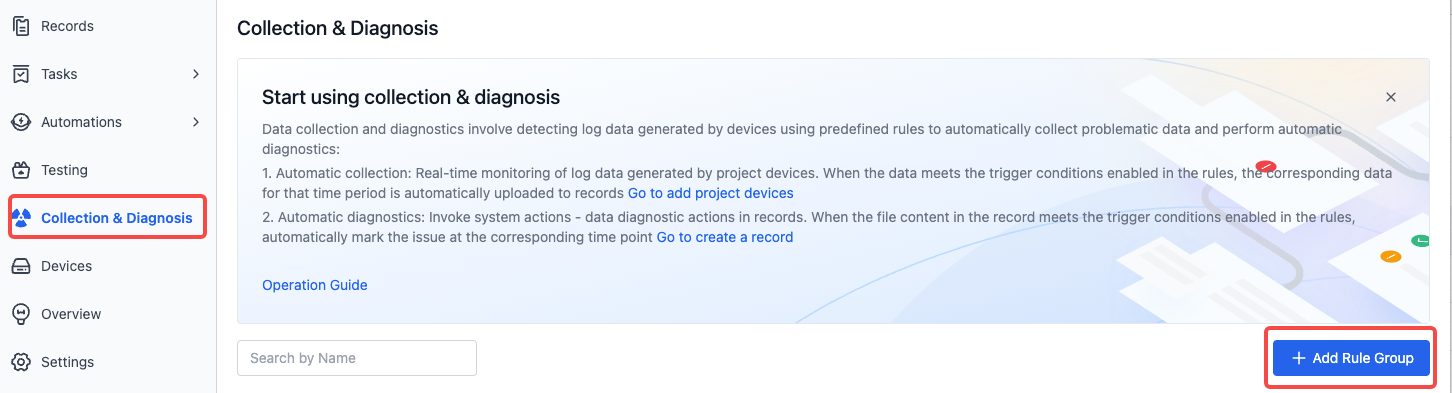 Records
Tasks
Automations
Testing
Collection & Diagnosis
Devices
Overview
Settings
Collection & Diagnosis
Start using collection & diagnosis
Data collection and diagnostics involve detecting log data generated by devices using predefined rules to automatically collect problematic data and perform automatic
diagnostics:
1. Automatic collection: Real-time monitoring of log data generated by project devices. When the data meets the trigger conditions enabled in the rules, the corresponding data
for that time period is automatically uploaded to records Go to add project devices
2. Automatic diagnostics: Invoke system actions - data diagnostic actions in records. When the file content in the record meets the trigger conditions enabled in the rules,
automatically mark the issue at the corresponding time point Go to create a record
Operation Guide
Search by Name
Add Rule Group